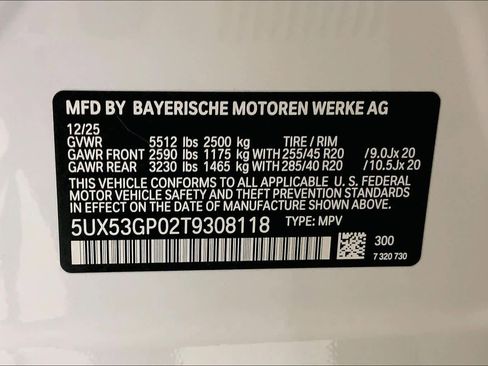 MFD BY BAYERISCHE MOTOREN WERKE AG
12/25
GVWR 5512 lbs 2500 kg TIRE / RIM
GAWR FRONT 2590 lbs 1175 kg WITH 255/45 R20 /9.0Jx 20
GAWR REAR 3230 lbs 1465 kg WITH 285/40 R20 /10.5Jx 20
THIS VEHICLE CONFORMS TO ALL APPLICABLE U.S. FEDERAL
MOTOR VEHICLE SAFETY AND THEFT PREVENTION STANDARDS
IN EFFECT ON THE DATE OF MANUFACTURE SHOWN ABOVE.
5UX53GP02T9308118 TYPE: MPV
300
7 320 730